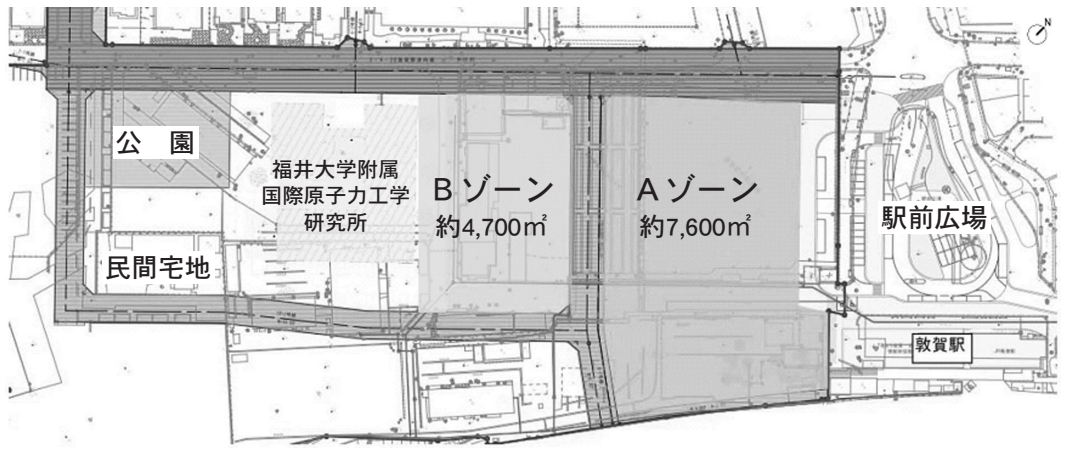 N
公　園
福井大学附属
国際原子力工学
研究所
Bゾーン
約4,700㎡
Aゾーン
約7,600㎡
駅前広場
民間宅地
敦賀駅